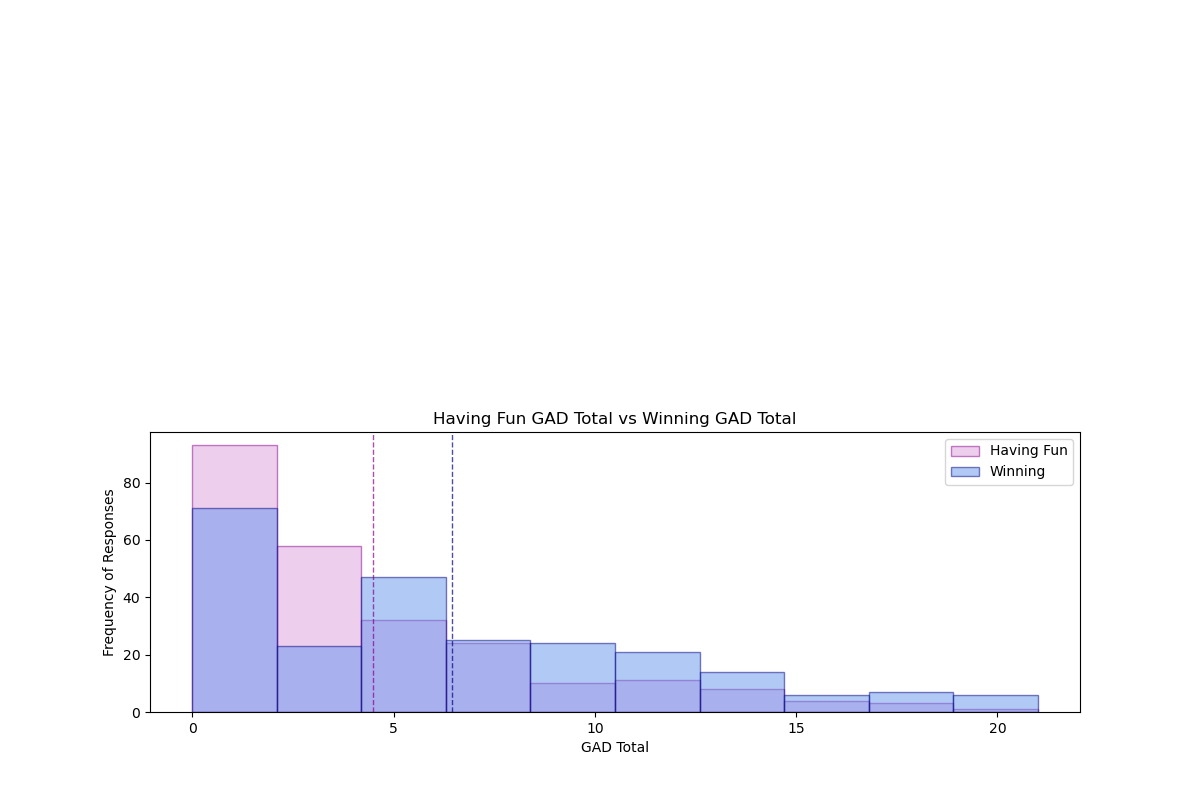 Having Fun GAD Total vs Winning GAD Total
Having Fun
Winning
Frequency of Responses
80
60
40
20
0
0 5 10 15 20
GAD Total